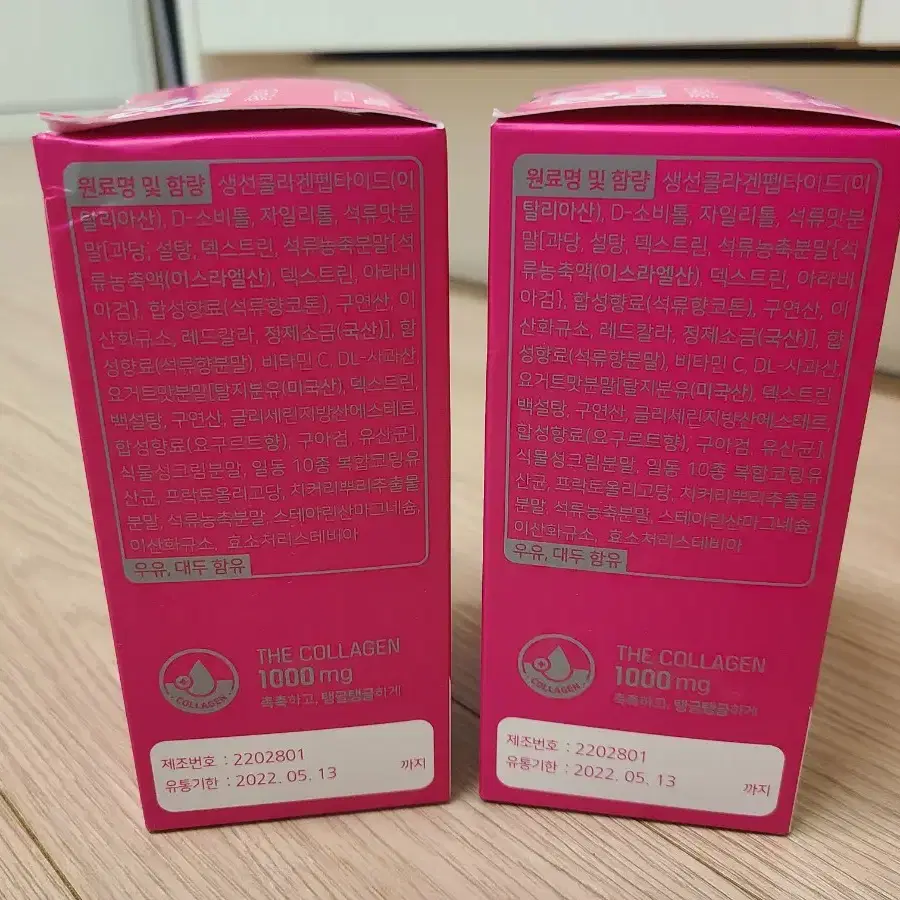 원료명 및 함량 생선콜라겐펩타이드(이
탈리아산), D-소비톨, 자일리톨, 석류맛분
말[과당, 설탕, 덱스트린, 석류농축분말{석
류농축액(이스라엘산), 덱스트린, 아라비
아검}, 합성향료(석류향코튼), 구연산, 이
산화규소, 레드칼라, 정제소금(국산)], 합
성향료(석류향분말), 비타민 C, DL-사과산
요거트맛분말[탈지분유(미국산), 덱스트린
백설탕, 구연산, 글리세린지방산에스테르
합성향료(요구르트향), 구아검, 유산균],
식물성크림분말, 일동 10종 복합코팅유
산균, 프락토올리고당, 치커리뿌리추출물
분말, 석류농축분말, 스테아린산마그네슘,
이산화규소, 효소처리스테비아
우유, 대두 함유
COLLAGEN
THE COLLAGEN
1000 mg
촉촉하고, 탱글탱글하게
제조번호 : 2202801
유통기한 : 2022. 05. 13 까지
원료명 및 함량 생선콜라겐펩타이드(이
탈리아산), D-소비톨, 자일리톨, 석류맛분
말[과당, 설탕, 덱스트린, 석류농축분말{석
류농축액(이스라엘산), 덱스트린, 아라비
아검}, 합성향료(석류향코튼), 구연산, 이
산화규소, 레드칼라, 정제소금(국산)], 합
성향료(석류향분말), 비타민 C, DL-사과산
요거트맛분말[탈지분유(미국산), 덱스트린
백설탕, 구연산, 글리세린지방산에스테르
합성향료(요구르트향), 구아검, 유산균]
식물성크림분말, 일동 10종 복합코팅유
산균, 프락토올리고당, 치커리뿌리추출물
분말, 석류농축분말, 스테아린산마그네슘
이산화규소, 효소처리스테비아
우유, 대두 함유
COLLAGEN
THE COLLAGEN
1000 mg
촉촉하고, 탱글탱글하게
제조번호 : 2202801
유통기한 : 2022. 05. 13 까지